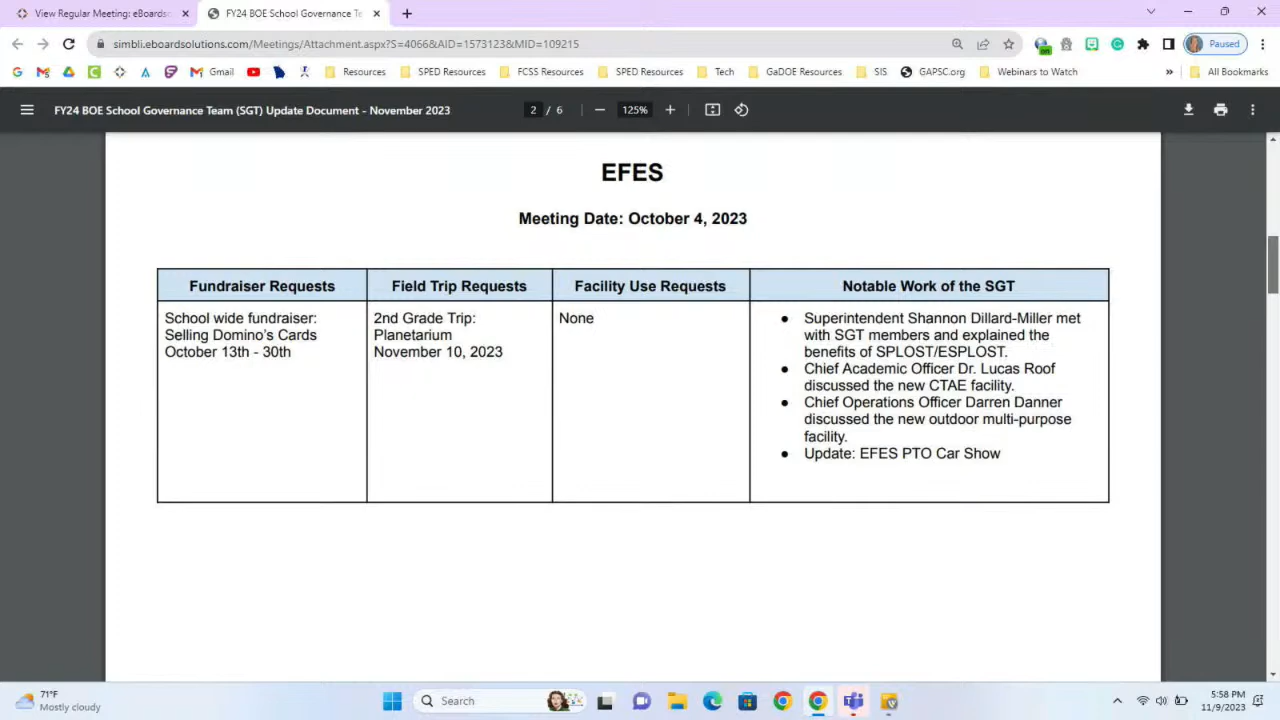 View Regular Meeting: eBoardso
FY24 BOE School Governance Te
simbli.eboardsolutions.com/Meetings/Attachment.aspx?S=4066&AID=1573123&MID=109215
Paused
Gmail
Resources
SPED Resources
FCSS Resources
SPED Resources
Tech
GaDOE Resources
SIS
GAPSC.org
Webinars to Watch
»
All Bookmarks
FY24 BOE School Governance Team (SGT) Update Document - November 2023
2 / 6
125%
EFES
Meeting Date: October 4, 2023
Fundraiser Requests
Field Trip Requests
Facility Use Requests
Notable Work of the SGT
School wide fundraiser:
Selling Domino's Cards
October 13th - 30th
2nd Grade Trip:
Planetarium
November 10, 2023
None
● Superintendent Shannon Dillard-Miller met
with SGT members and explained the
benefits of SPLOST/ESPLOST.
● Chief Academic Officer Dr. Lucas Roof
discussed the new CTAE facility.
● Chief Operations Officer Darren Danner
discussed the new outdoor multi-purpose
facility.
● Update: EFES PTO Car Show
71°F
Mostly cloudy
Search
5:58 PM
11/9/2023